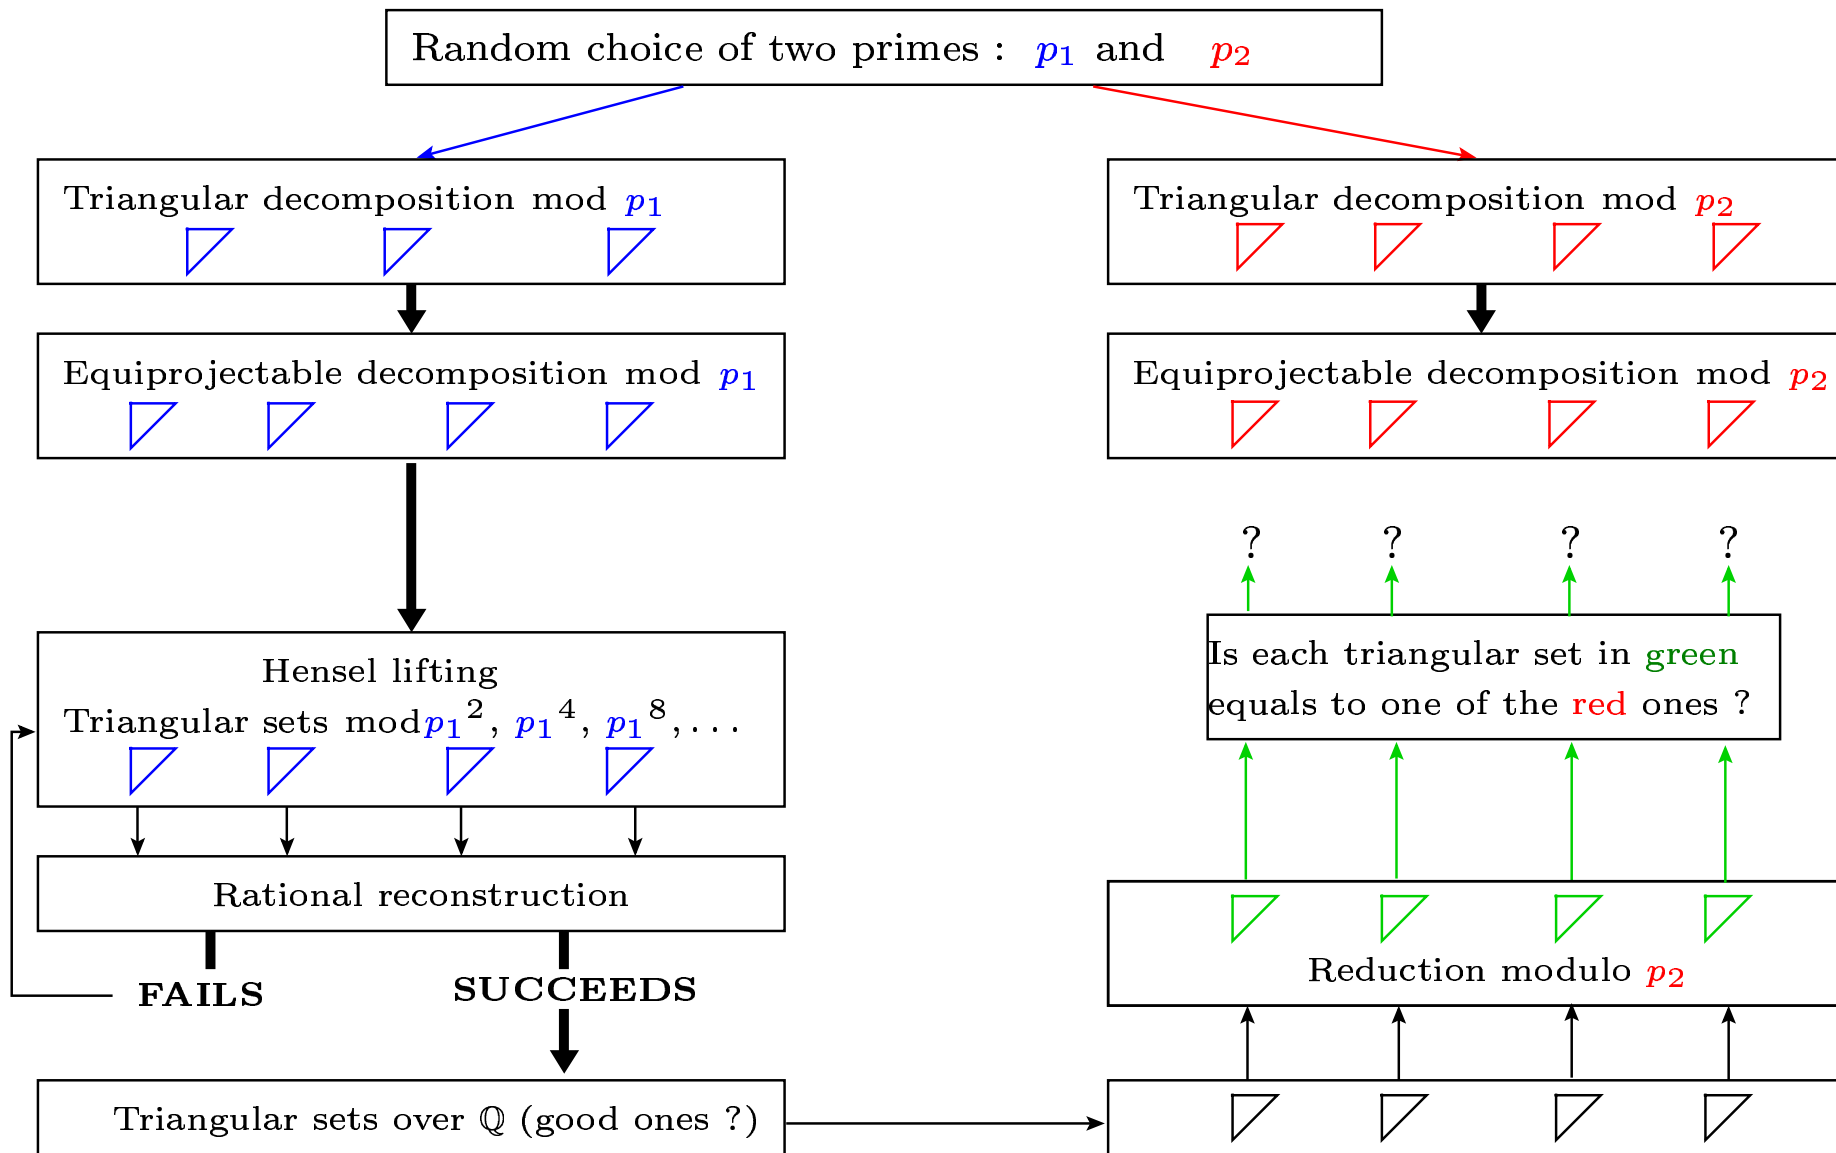 Random choice of two primes : p₁ and p₂
Triangular decomposition mod p₁
Equiprojectable decomposition mod p₁
Hensel lifting
Triangular sets mod p₁², p₁⁴, p₁⁸, . . .
Rational reconstruction
FAILS
SUCCEEDS
Triangular sets over ℚ (good ones ?)
Triangular decomposition mod p₂
Equiprojectable decomposition mod p₂
? ? ? ?
Is each triangular set in green
equals to one of the red ones ?
Reduction modulo p₂